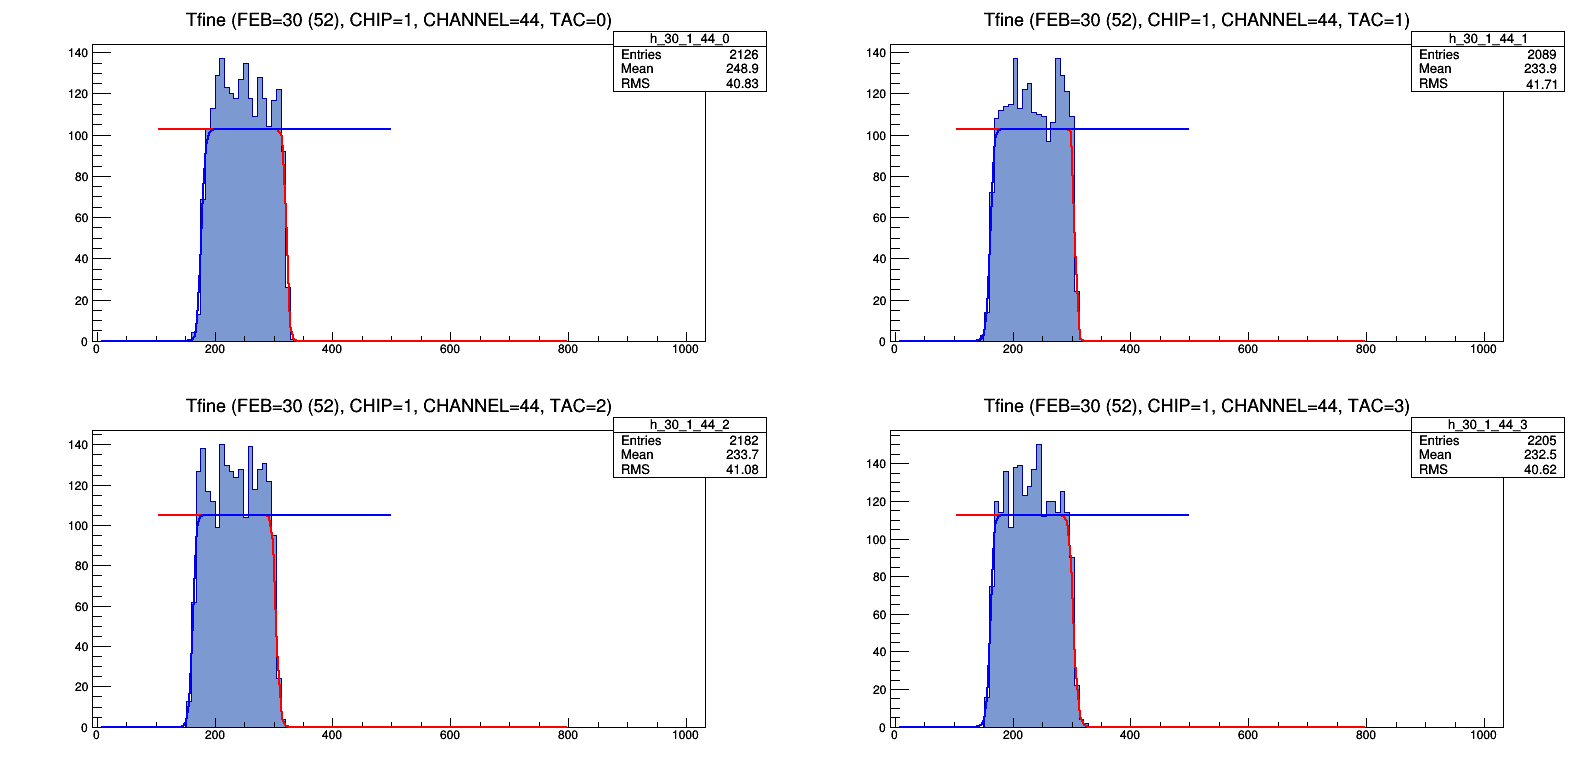 Tfine (FEB=30 (52), CHIP=1, CHANNEL=44, TAC=0)
h_30_1_44_0
Entries 2126
Mean 248.9
RMS 40.83
140
120
100
80
60
40
20
0
0 200 400 600 800 1000
Tfine (FEB=30 (52), CHIP=1, CHANNEL=44, TAC=1)
h_30_1_44_1
Entries 2089
Mean 233.9
RMS 41.71
140
120
100
80
60
40
20
0
0 200 400 600 800 1000
Tfine (FEB=30 (52), CHIP=1, CHANNEL=44, TAC=2)
h_30_1_44_2
Entries 2182
Mean 233.7
RMS 41.08
140
120
100
80
60
40
20
0
0 200 400 600 800 1000
Tfine (FEB=30 (52), CHIP=1, CHANNEL=44, TAC=3)
h_30_1_44_3
Entries 2205
Mean 232.5
RMS 40.62
140
120
100
80
60
40
20
0
0 200 400 600 800 1000